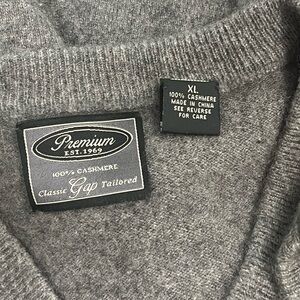 Premium
EST. 1969
100% CASHMERE
Classic Gap Tailored
XL
100% CASHMERE
MADE IN CHINA
SEE REVERSE
FOR CARE